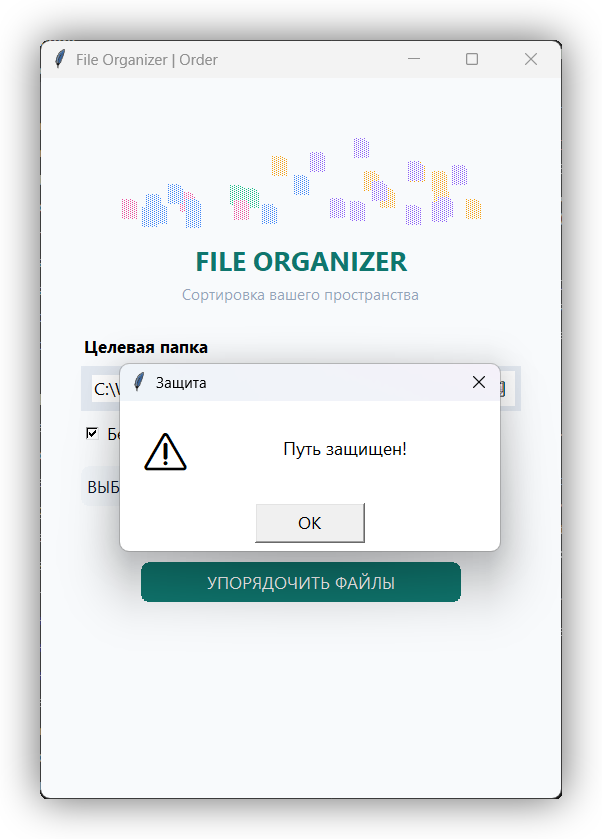 File Organizer | Order
FILE ORGANIZER
Сортировка вашего пространства
Целевая папка
C:\
Защита
Путь защищен!
OK
УПОРЯДОЧИТЬ ФАЙЛЫ